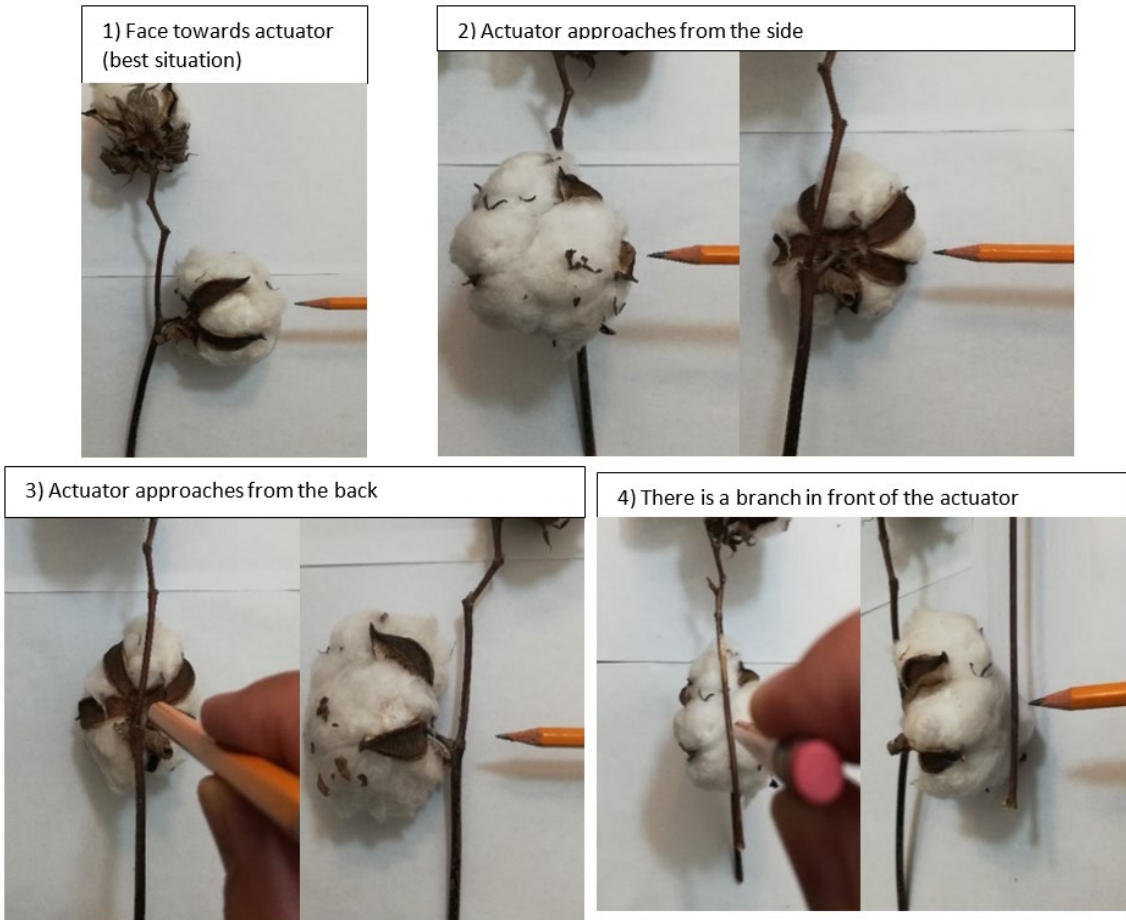 1) Face towards actuator
(best situation)
2) Actuator approaches from the side
3) Actuator approaches from the back
4) There is a branch in front of the actuator